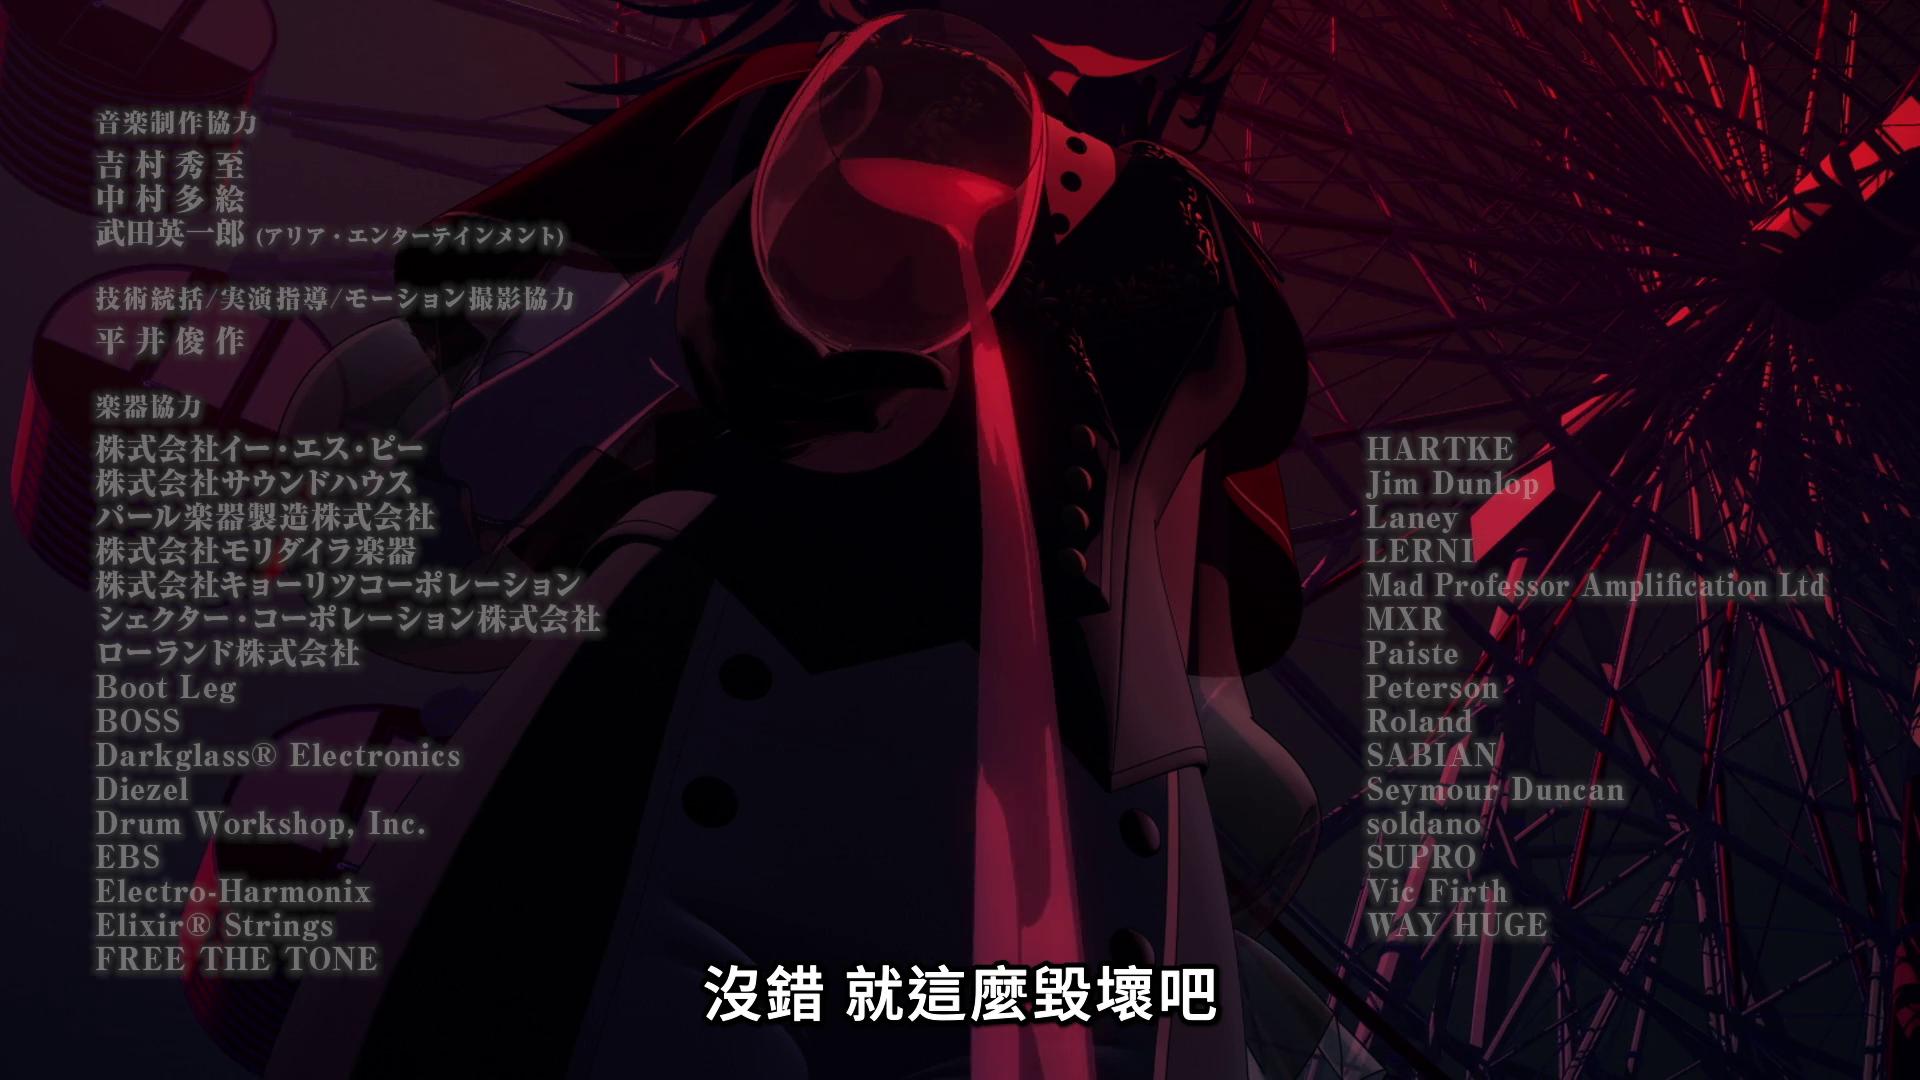 音楽制作協力
吉村秀至
中村多絵
武田英一郎 (アリア・エンターテインメント)
技術統括/実演指導/モーション撮影協力
平井俊作
楽器協力
株式会社イー・エス・ピー
株式会社サウンドハウス
パール楽器製造株式会社
株式会社モリダイラ楽器
株式会社キョーリツコーポレーション
シェクター・コーポレーション株式会社
ローランド株式会社
Boot Leg
BOSS
Darkglass® Electronics
Diezel
Drum Workshop, Inc.
EBS
Electro-Harmonix
Elixir® Strings
FREE THE TONE
HARTKE
Jim Dunlop
Laney
LERNI
Mad Professor Amplification Ltd
MXR
Paiste
Peterson
Roland
SABIAN
Seymour Duncan
soldano
SUPRO
Vic Firth
WAY HUGE
沒錯 就這麼毀壞吧